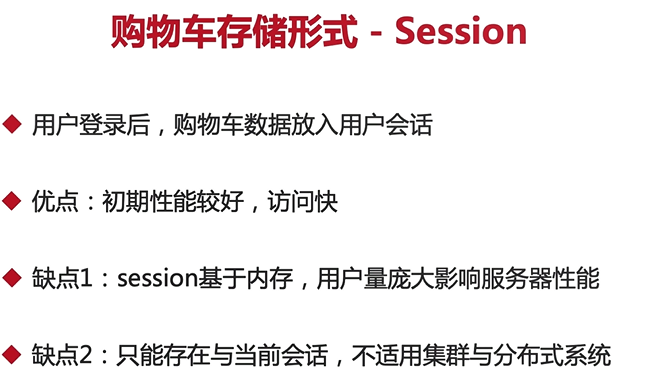 购物车存储形式 - Session
用户登录后，购物车数据放入用户会话
优点：初期性能较好，访问快
缺点1：session基于内存，用户量庞大影响服务器性能
缺点2：只能存在与当前会话，不适用集群与分布式系统